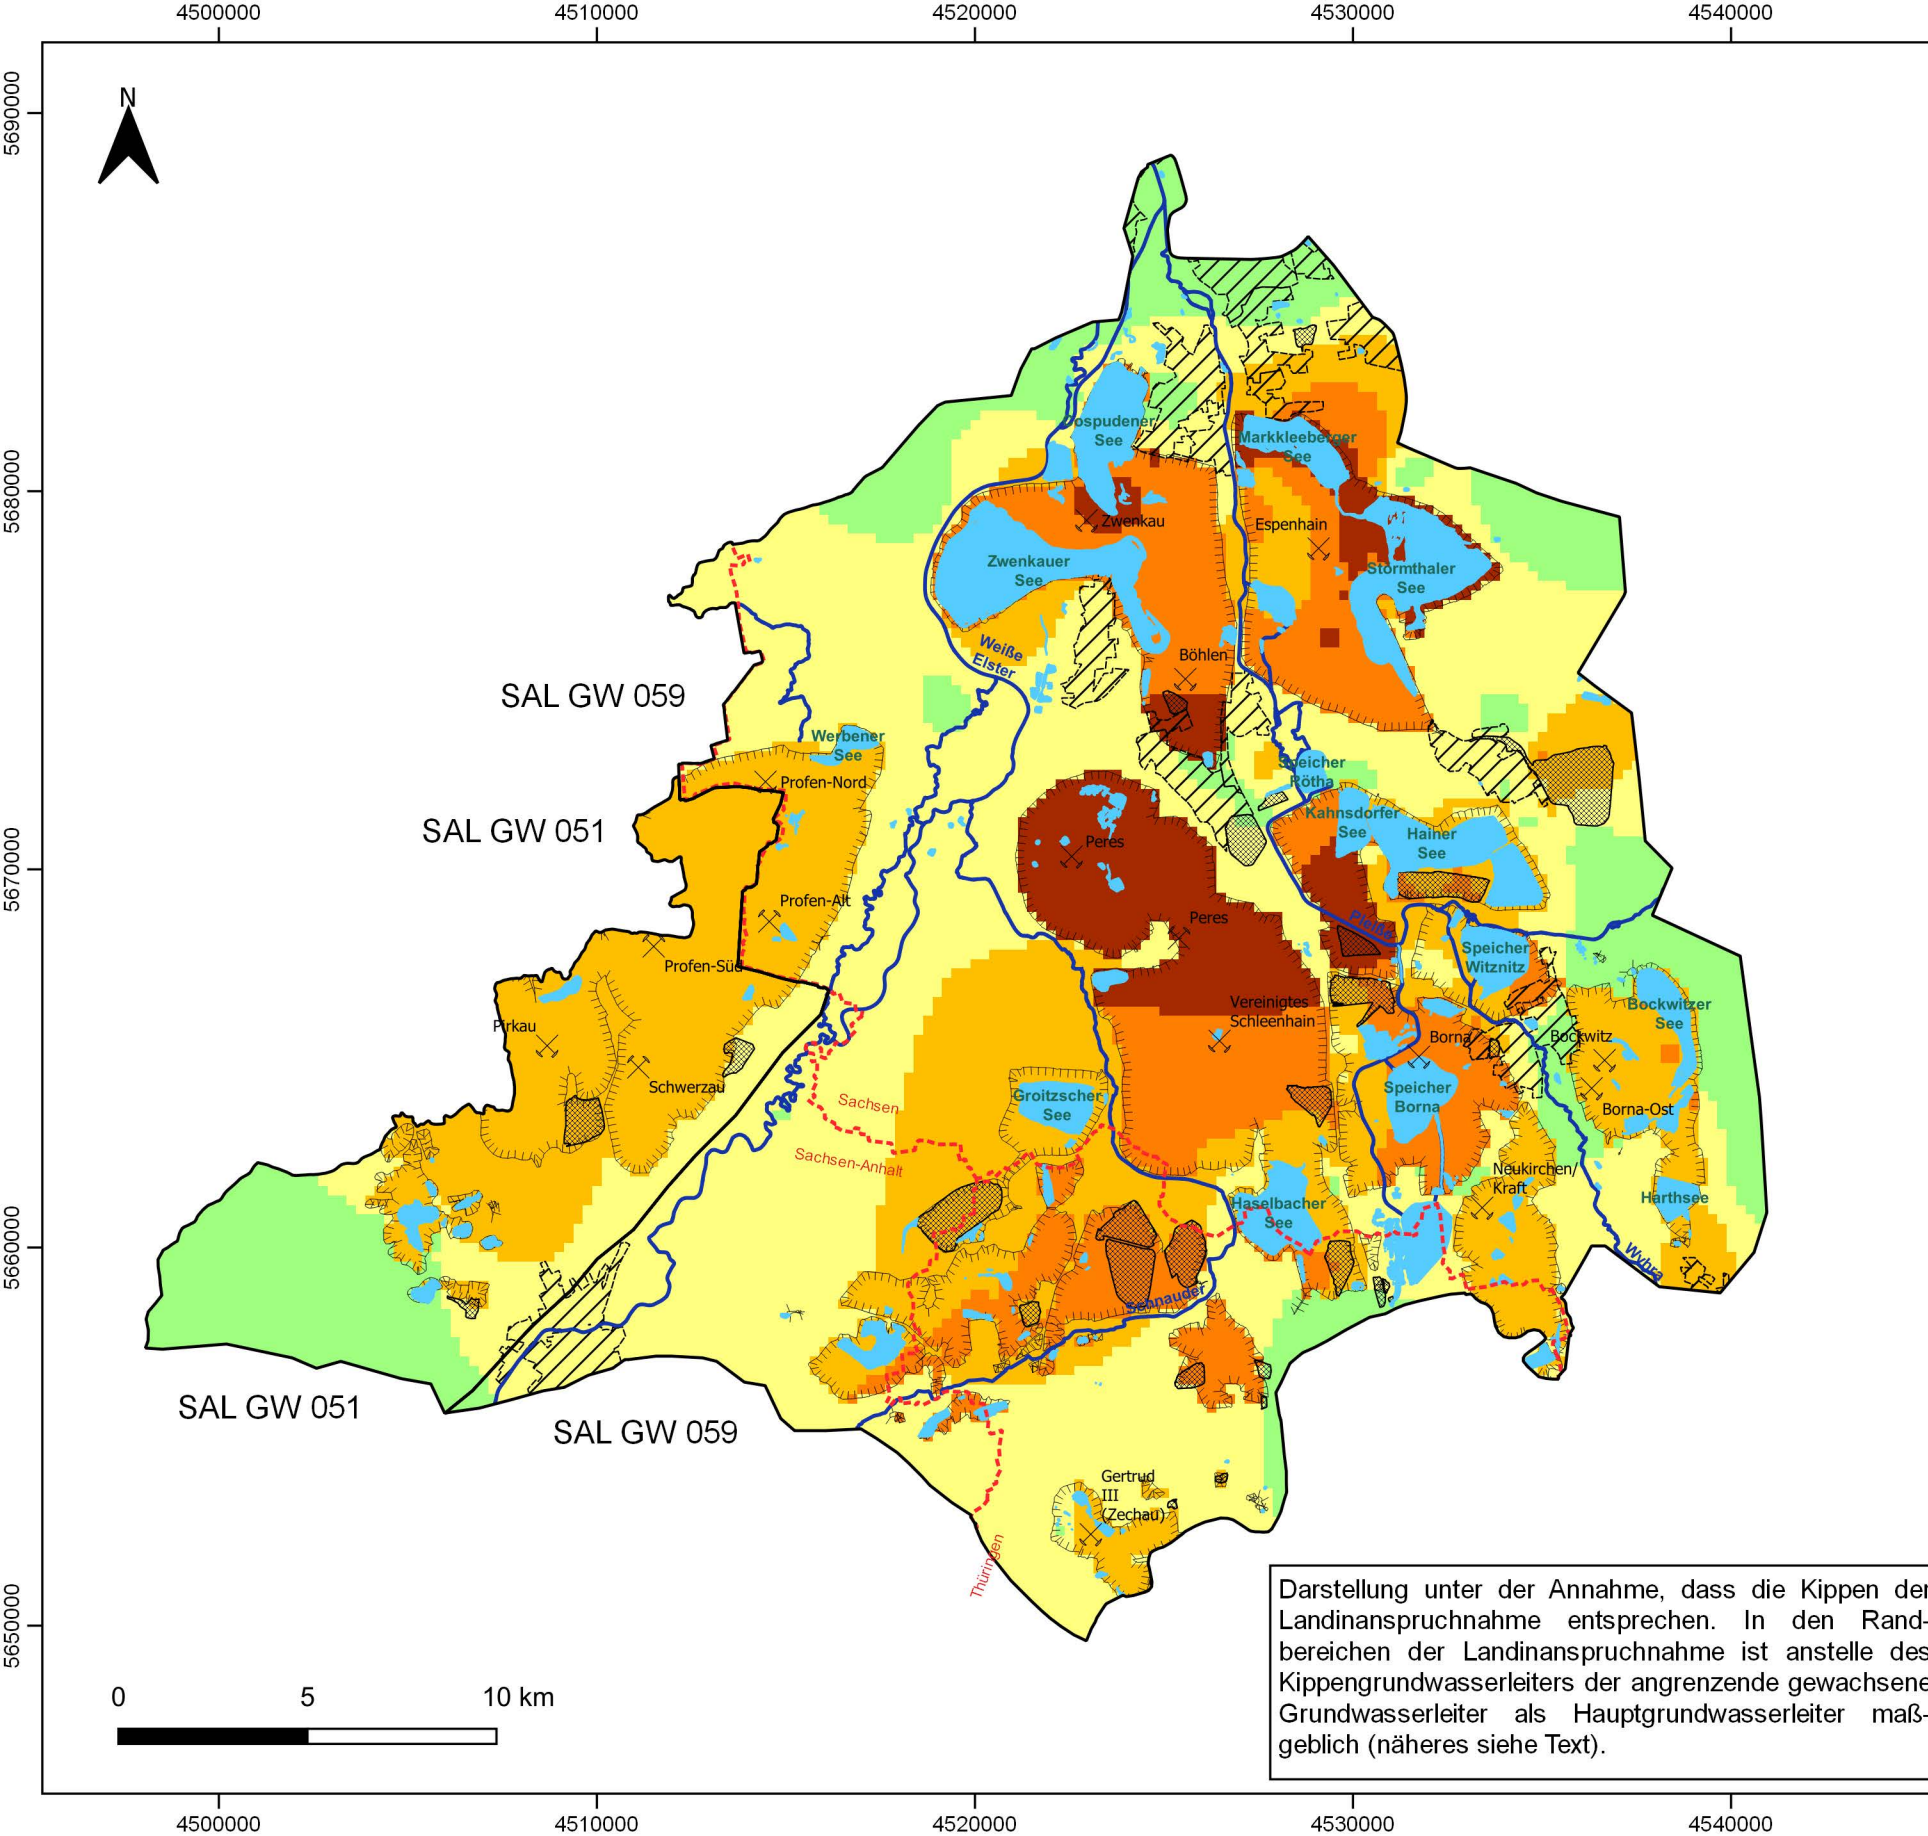 4500000 4510000 4520000 4530000 4540000
5690000
N
5680000
5670000
5660000
5650000
Cospudener
See
Markkleeberger
See
Zwenkau
Espenhain
Zwenkauer
See
Störmthaler
See
Weiße
Elster
Böhlen
SAL GW 059
Werbener
See
Profen-Nord
Speicher
Rötha
SAL GW 051
Kahnsdorfer
See
Hainer
See
Peres
Profen-Alt
Peres
Pleiße
Profen-Süd
Speicher
Witznitz
Vereinigtes
Schleenhain
Bockwitzer
See
Pirkau
Borna
Bockwitz
Schwerzau
Groitzscher
See
Speicher
Borna
Borna-Ost
Sachsen
Sachsen-Anhalt
Neukirchen/
Kraft
Haselbacher
See
Harthsee
Wyhra
Schnauder
SAL GW 051
SAL GW 059
Gertrud
III
(Zechau)
Thüringen
Darstellung unter der Annahme, dass die Kippen der
Landinanspruchnahme entsprechen. In den Rand-
bereichen der Landinanspruchnahme ist anstelle des
Kippengrundwasserleiters der angrenzende gewachsene
Grundwasserleiter als Hauptgrundwasserleiter maß-
geblich (näheres siehe Text).
0 5 10 km
4500000 4510000 4520000 4530000 4540000